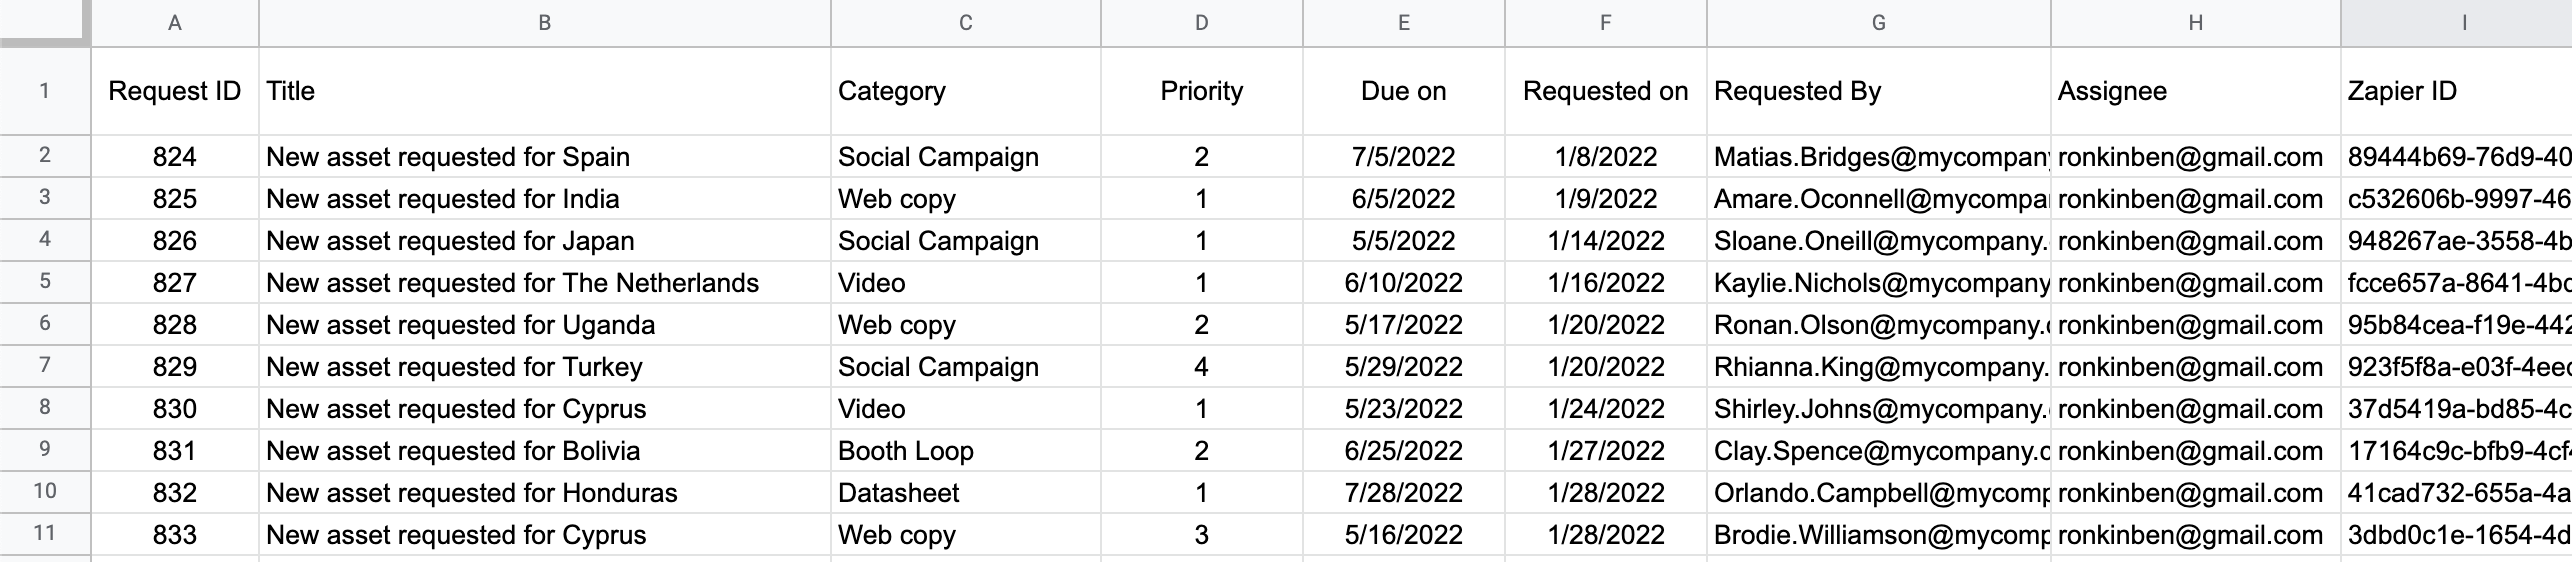 A B C D E F G H I
1 Request ID Title Category Priority Due on Requested on Requested By Assignee Zapier ID
2 824 New asset requested for Spain Social Campaign 2 7/5/2022 1/8/2022 Matias.Bridges@mycompany ronkinben@gmail.com 89444b69-76d9-40
3 825 New asset requested for India Web copy 1 6/5/2022 1/9/2022 Amare.Oconnell@mycompa ronkinben@gmail.com c532606b-9997-46
4 826 New asset requested for Japan Social Campaign 1 5/5/2022 1/14/2022 Sloane.Oneill@mycompany. ronkinben@gmail.com 948267ae-3558-4b
5 827 New asset requested for The Netherlands Video 1 6/10/2022 1/16/2022 Kaylie.Nichols@mycompany ronkinben@gmail.com fcce657a-8641-4bc
6 828 New asset requested for Uganda Web copy 2 5/17/2022 1/20/2022 Ronan.Olson@mycompany.c ronkinben@gmail.com 95b84cea-f19e-442
7 829 New asset requested for Turkey Social Campaign 4 5/29/2022 1/20/2022 Rhianna.King@mycompany. ronkinben@gmail.com 923f5f8a-e03f-4eec
8 830 New asset requested for Cyprus Video 1 5/23/2022 1/24/2022 Shirley.Johns@mycompany. ronkinben@gmail.com 37d5419a-bd85-4c
9 831 New asset requested for Bolivia Booth Loop 2 6/25/2022 1/27/2022 Clay.Spence@mycompany.c ronkinben@gmail.com 17164c9c-bfb9-4cf4
10 832 New asset requested for Honduras Datasheet 1 7/28/2022 1/28/2022 Orlando.Campbell@mycomp ronkinben@gmail.com 41cad732-655a-4a
11 833 New asset requested for Cyprus Web copy 3 5/16/2022 1/28/2022 Brodie.Williamson@mycomp ronkinben@gmail.com 3dbd0c1e-1654-4d